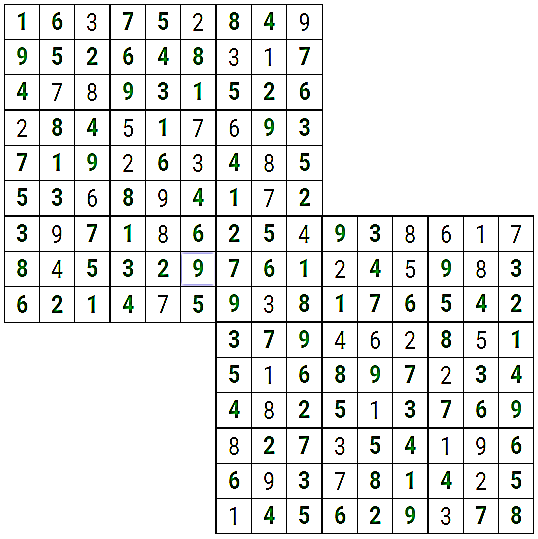 1 6 3 7 5 2 8 4 9
9 5 2 6 4 8 3 1 7
4 7 8 9 3 1 5 2 6
2 8 4 5 1 7 6 9 3
7 1 9 2 6 3 4 8 5
5 3 6 8 9 4 1 7 2
3 9 7 1 8 6 2 5 4 9 3 8 6 1 7
8 4 5 3 2 9 7 6 1 2 4 5 9 8 3
6 2 1 4 7 5 9 3 8 1 7 6 5 4 2
3 7 9 4 6 2 8 5 1
5 1 6 8 9 7 2 3 4
4 8 2 5 1 3 7 6 9
8 2 7 3 5 4 1 9 6
6 9 3 7 8 1 4 2 5
1 4 5 6 2 9 3 7 8